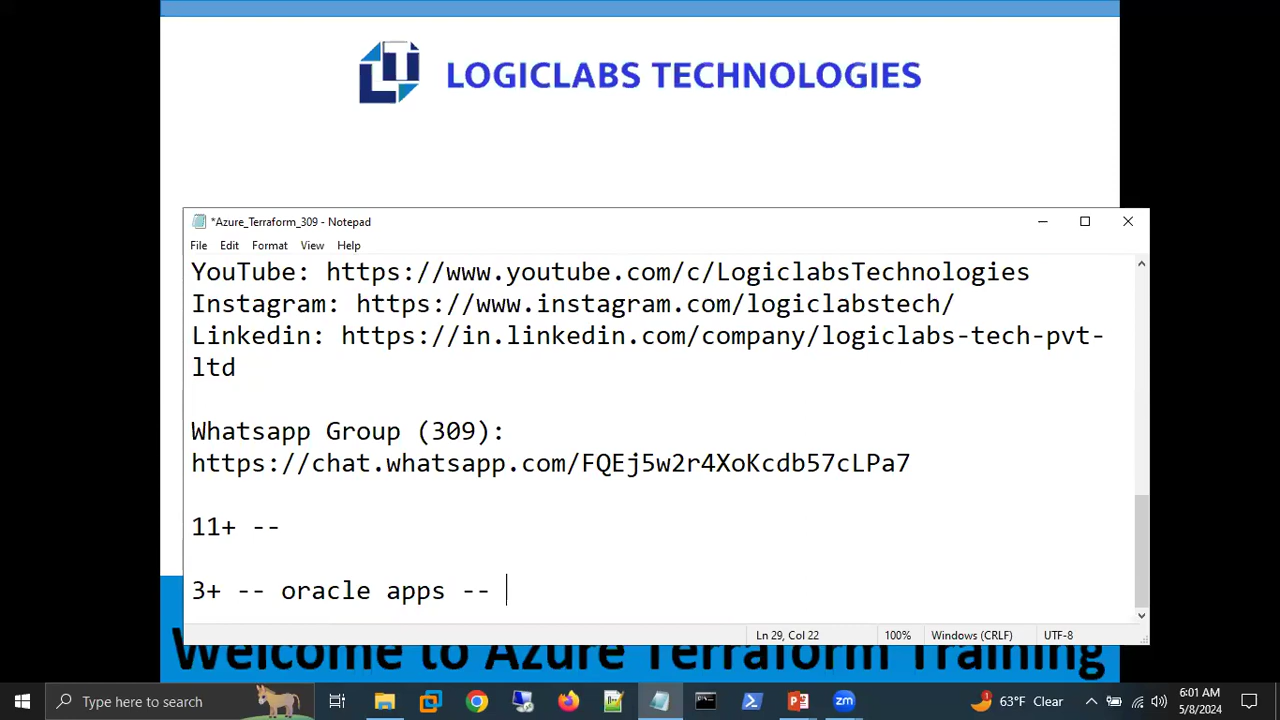 LOGICLABS TECHNOLOGIES
*Azure_Terraform_309 - Notepad
File Edit Format View Help
YouTube: https://www.youtube.com/c/LogiclabsTechnologies
Instagram: https://www.instagram.com/logiclabstech/
Linkedin: https://in.linkedin.com/company/logiclabs-tech-pvt-
ltd
Whatsapp Group (309):
https://chat.whatsapp.com/FQEj5w2r4XoKcdb57cLPa7
11+ --
3+ -- oracle apps --
Ln 29, Col 22 100% Windows (CRLF) UTF-8
Welcome to Azure Terraform Training
Type here to search
1 63°F Clear
6:01 AM
5/8/2024